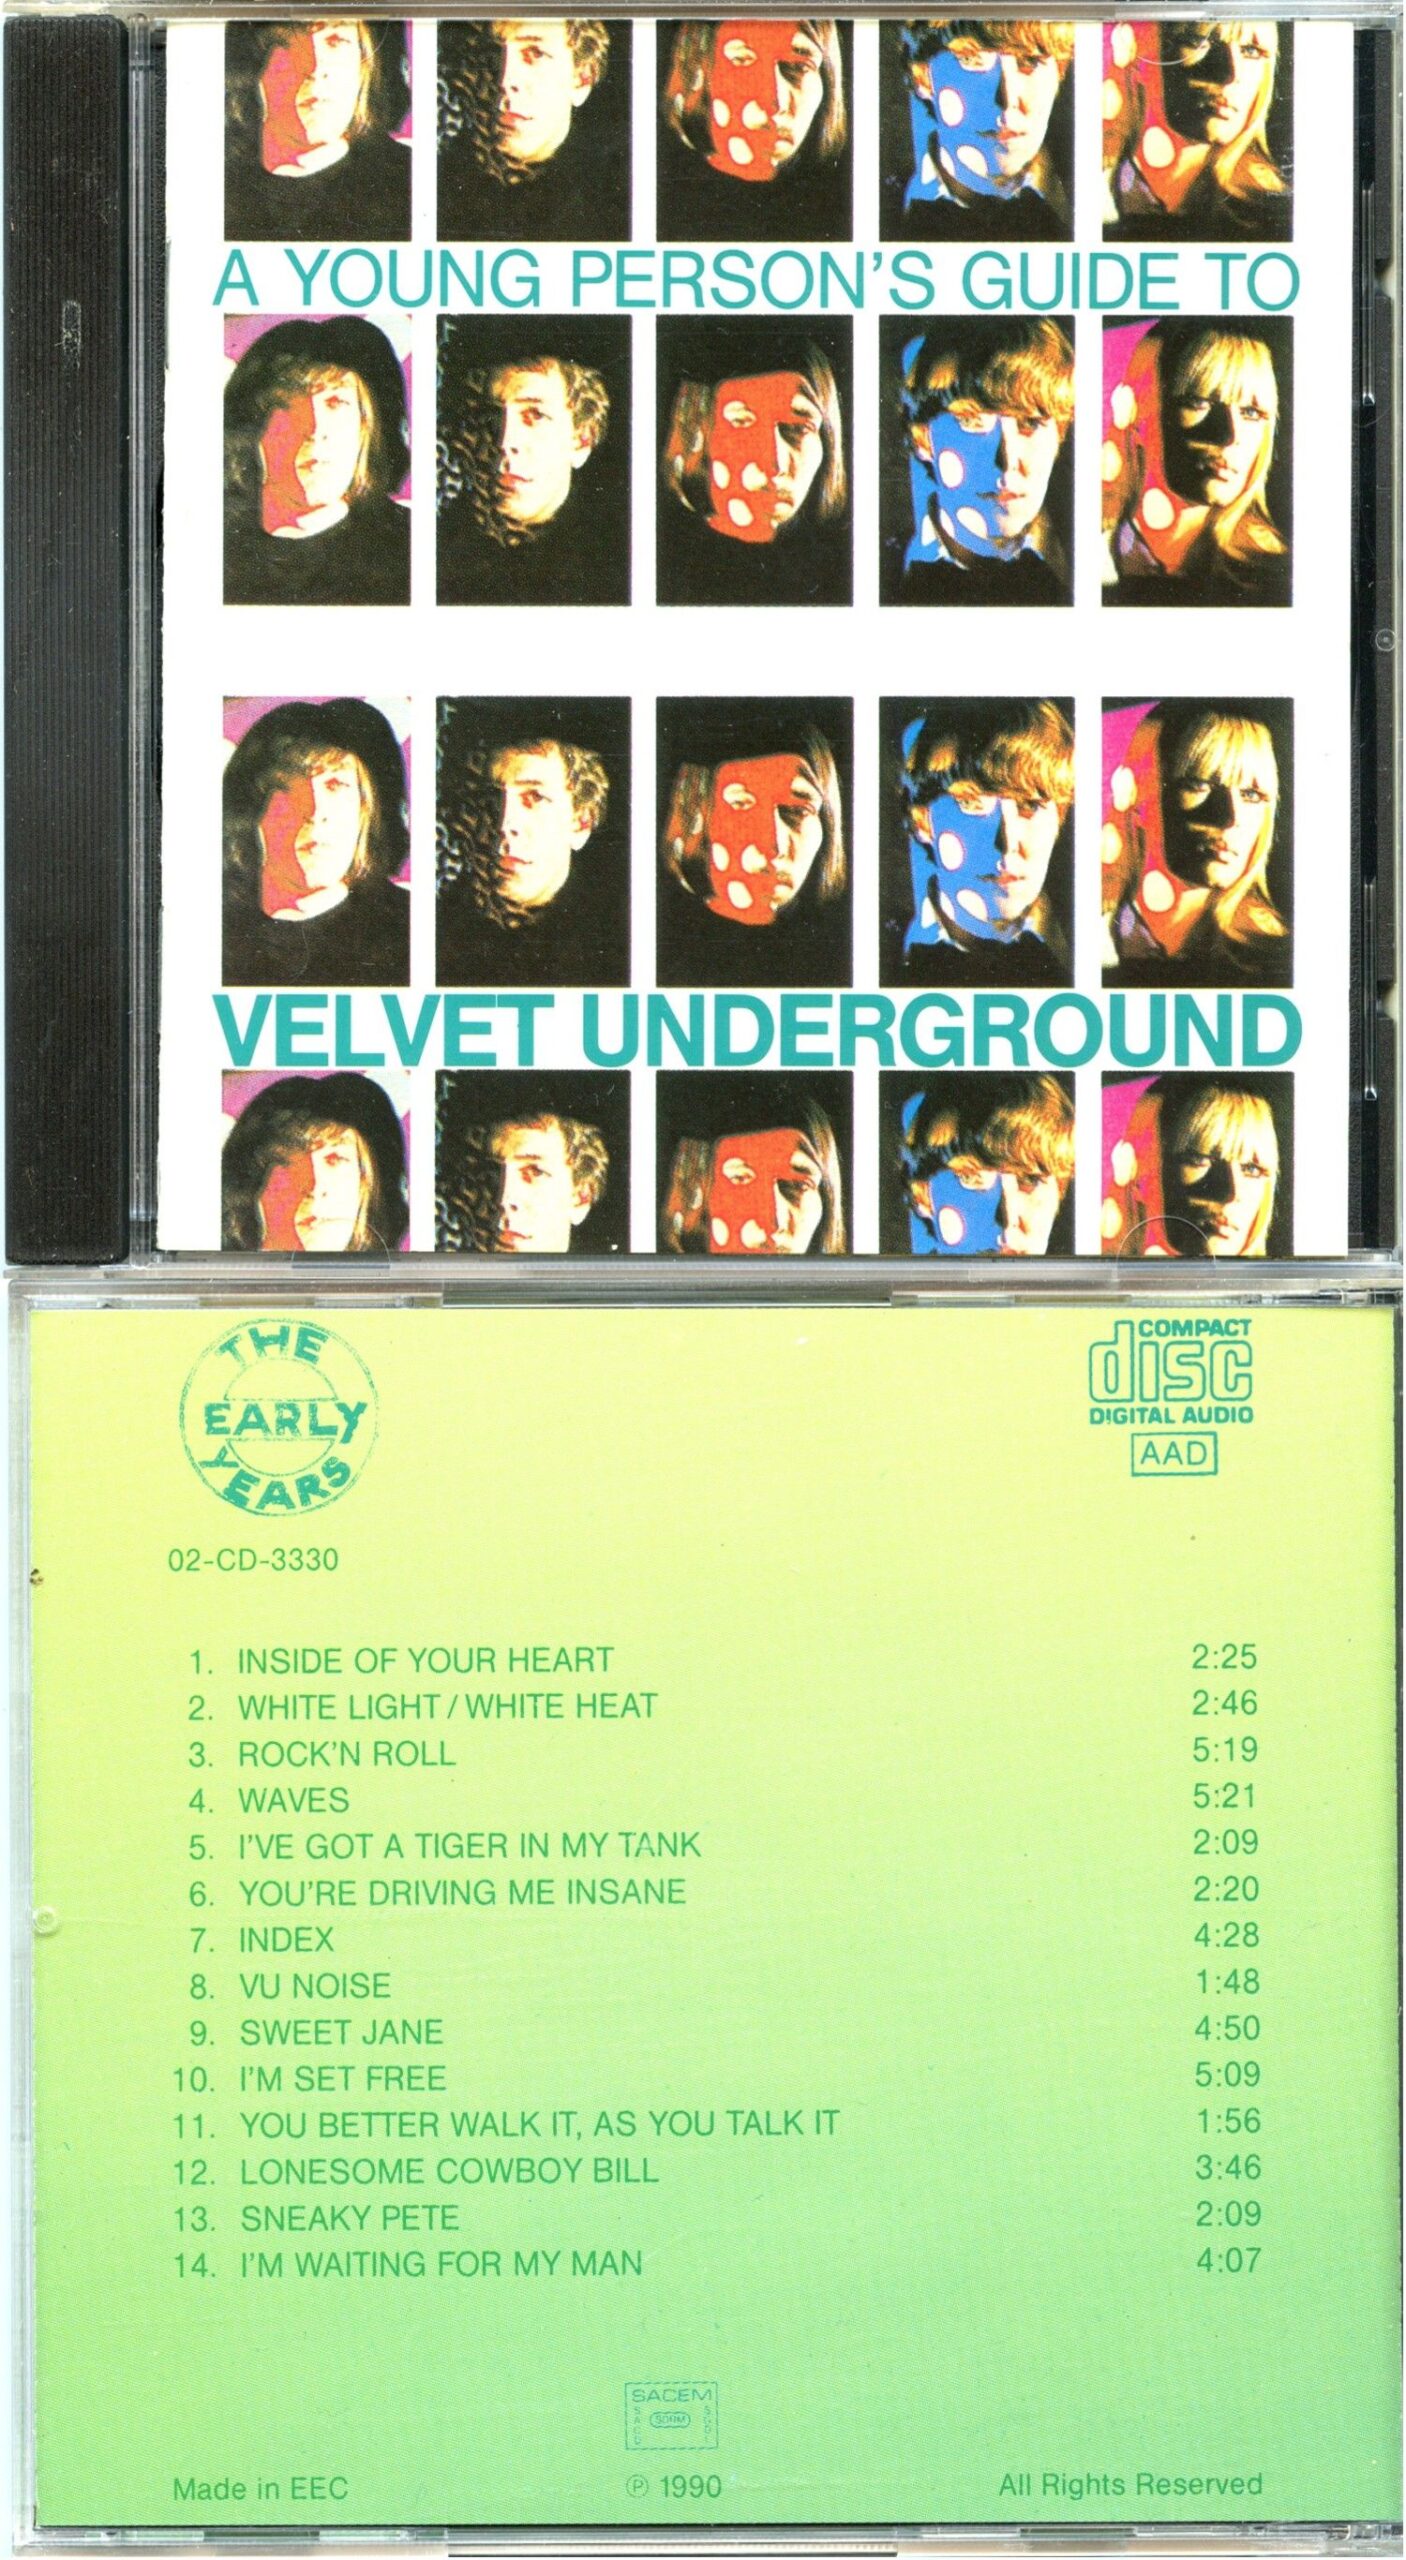 A YOUNG PERSON'S GUIDE TO
VELVET UNDERGROUND
THE
EARLY
YEARS
COMPACT
disc
DIGITAL AUDIO
AAD
02-CD-3330
1. INSIDE OF YOUR HEART 2:25
2. WHITE LIGHT / WHITE HEAT 2:46
3. ROCK'N ROLL 5:19
4. WAVES 5:21
5. I'VE GOT A TIGER IN MY TANK 2:09
6. YOU'RE DRIVING ME INSANE 2:20
7. INDEX 4:28
8. VU NOISE 1:48
9. SWEET JANE 4:50
10. I'M SET FREE 5:09
11. YOU BETTER WALK IT, AS YOU TALK IT 1:56
12. LONESOME COWBOY BILL 3:46
13. SNEAKY PETE 2:09
14. I'M WAITING FOR MY MAN 4:07
SACEM
SACD SDRM SGDL
Made in EEC ℗ 1990 All Rights Reserved